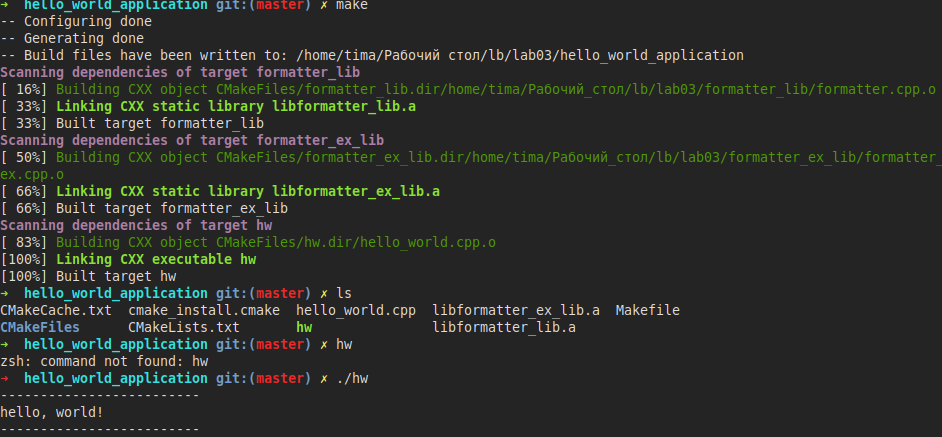 ➜  hello_world_application git:(master) ✗ make
-- Configuring done
-- Generating done
-- Build files have been written to: /home/tima/Рабочий стол/lb/lab03/hello_world_application
Scanning dependencies of target formatter_lib
[ 16%] Building CXX object CMakeFiles/formatter_lib.dir/home/tima/Рабочий_стол/lb/lab03/formatter_lib/formatter.cpp.o
[ 33%] Linking CXX static library libformatter_lib.a
[ 33%] Built target formatter_lib
Scanning dependencies of target formatter_ex_lib
[ 50%] Building CXX object CMakeFiles/formatter_ex_lib.dir/home/tima/Рабочий_стол/lb/lab03/formatter_ex_lib/formatter_
ex.cpp.o
[ 66%] Linking CXX static library libformatter_ex_lib.a
[ 66%] Built target formatter_ex_lib
Scanning dependencies of target hw
[ 83%] Building CXX object CMakeFiles/hw.dir/hello_world.cpp.o
[100%] Linking CXX executable hw
[100%] Built target hw
➜  hello_world_application git:(master) ✗ ls
CMakeCache.txt  cmake_install.cmake  hello_world.cpp  libformatter_ex_lib.a  Makefile
CMakeFiles      CMakeLists.txt       hw               libformatter_lib.a
➜  hello_world_application git:(master) ✗ hw
zsh: command not found: hw
➜  hello_world_application git:(master) ✗ ./hw
-------------------------
hello, world!
-------------------------